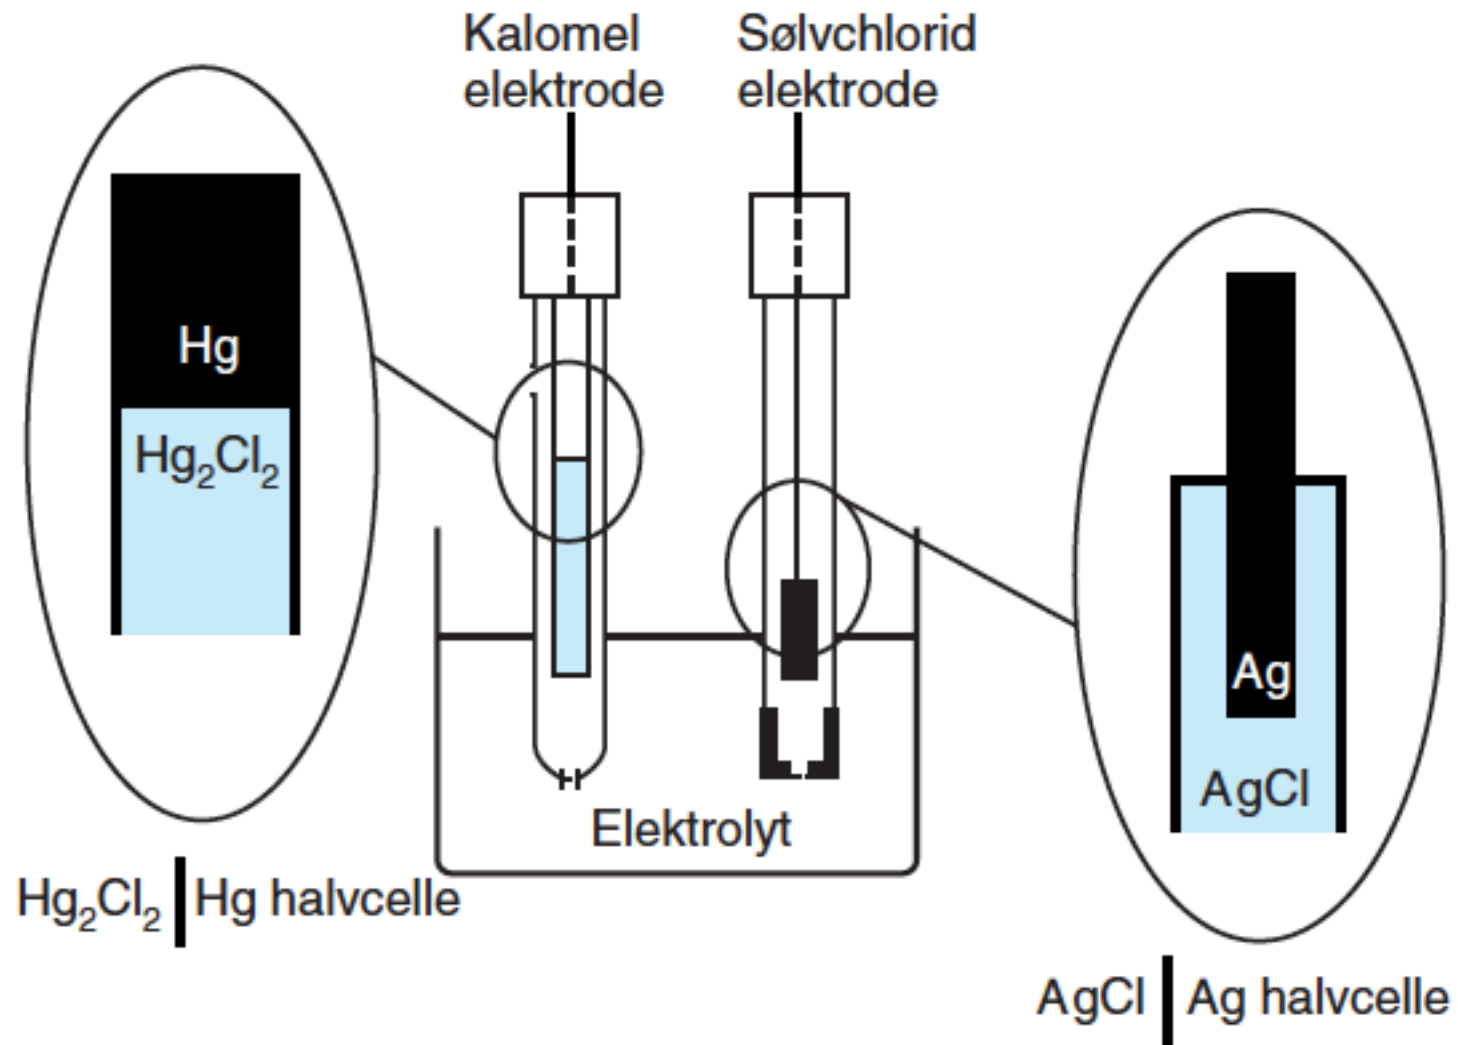 Kalomel
elektrode
Sølvchlorid
elektrode
Hg
Hg₂Cl₂
Ag
AgCl
Elektrolyt
Hg₂Cl₂ | Hg halvcelle
AgCl | Ag halvcelle